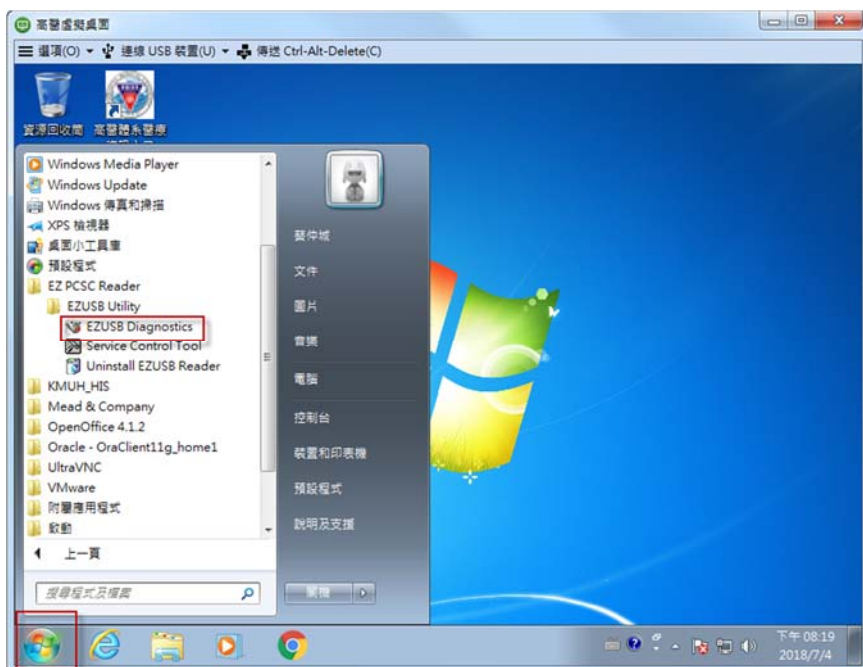 高醫虛擬桌面
選項(O) 連線 USB 裝置(U) 傳送 Ctrl-Alt-Delete(C)
資源回收筒
高醫體系醫療
Windows Media Player
Windows Update
Windows 傳真和掃描
XPS 檢視器
桌面小工具庫
預設程式
EZ PCSC Reader
EZUSB Utility
EZUSB Diagnostics
Service Control Tool
Uninstall EZUSB Reader
KMUH_HIS
Mead & Company
OpenOffice 4.1.2
Oracle - OraClient11g_home1
UltraVNC
VMware
附屬應用程式
啟動
上一頁
搜尋程式及檔案
蔡仲城
文件
圖片
音樂
電腦
控制台
裝置和印表機
預設程式
說明及支援
關機
下午 08:19
2018/7/4